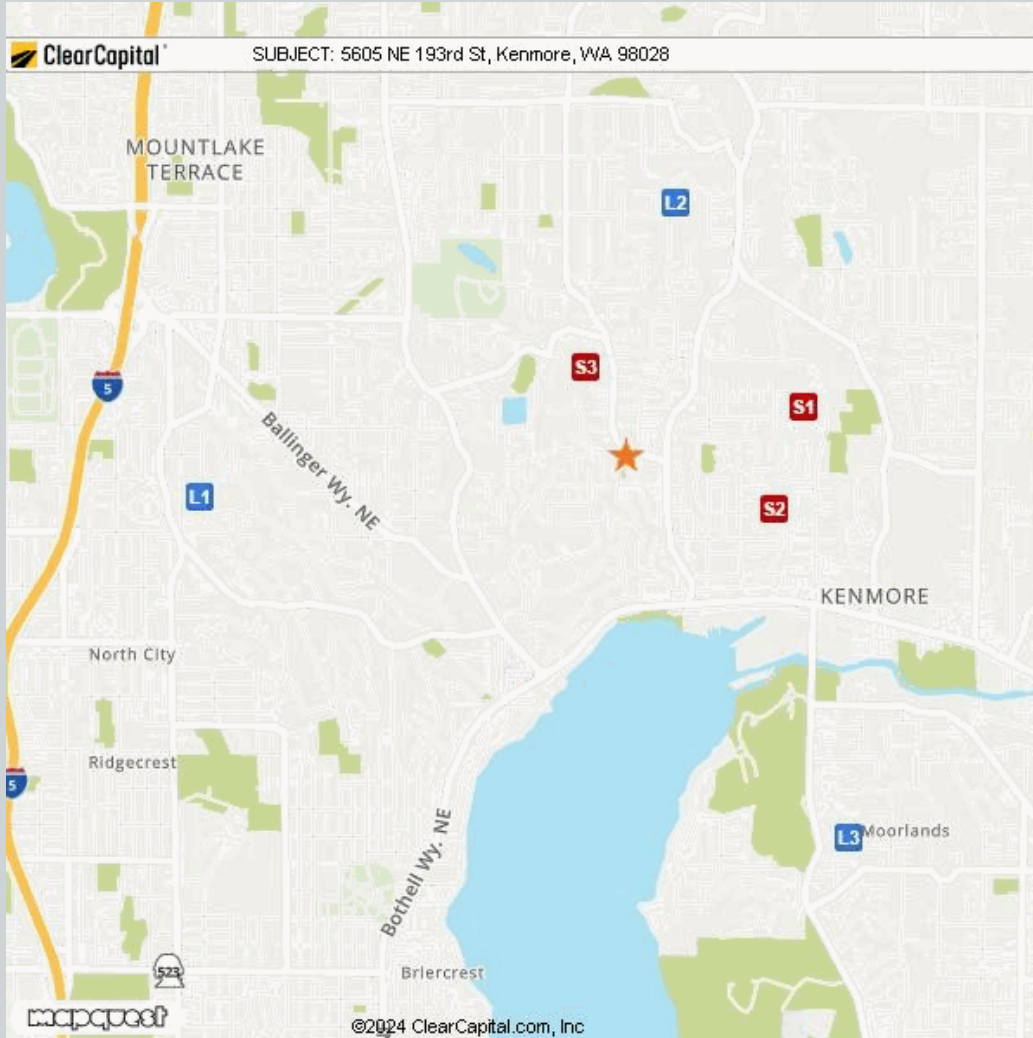 ClearCapital
SUBJECT: 5605 NE 193rd St, Kenmore, WA 98028
MOUNTLAKE
TERRACE
L2
S3
5
S1
Ballinger Wy. NE
L1
S2
KENMORE
North City
Ridgecrest
5
Bothell Wy. NE
L3
Moorlands
523
Briercrest
mapquest
©2024 ClearCapital.com, Inc